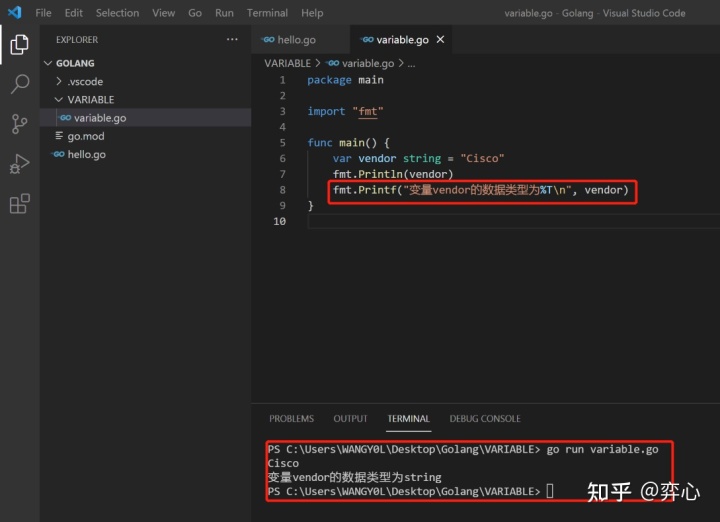 File Edit Selection View Go Run Terminal Help variable.go - Golang - Visual Studio Code
EXPLORER ...
GOLANG
.vscode
VARIABLE
variable.go
go.mod
hello.go
hello.go variable.go
VARIABLE > variable.go > ...
1 package main
2
3 import "fmt"
4
5 func main() {
6 var vendor string = "Cisco"
7 fmt.Println(vendor)
8 fmt.Printf("变量vendor的数据类型为%T\n", vendor)
9 }
10
PROBLEMS OUTPUT TERMINAL DEBUG CONSOLE
PS C:\Users\WANGY0L\Desktop\Golang\VARIABLE> go run variable.go
Cisco
变量vendor的数据类型为string
PS C:\Users\WANGY0L\Desktop\Golang\VARIABLE>
知乎 @弈心